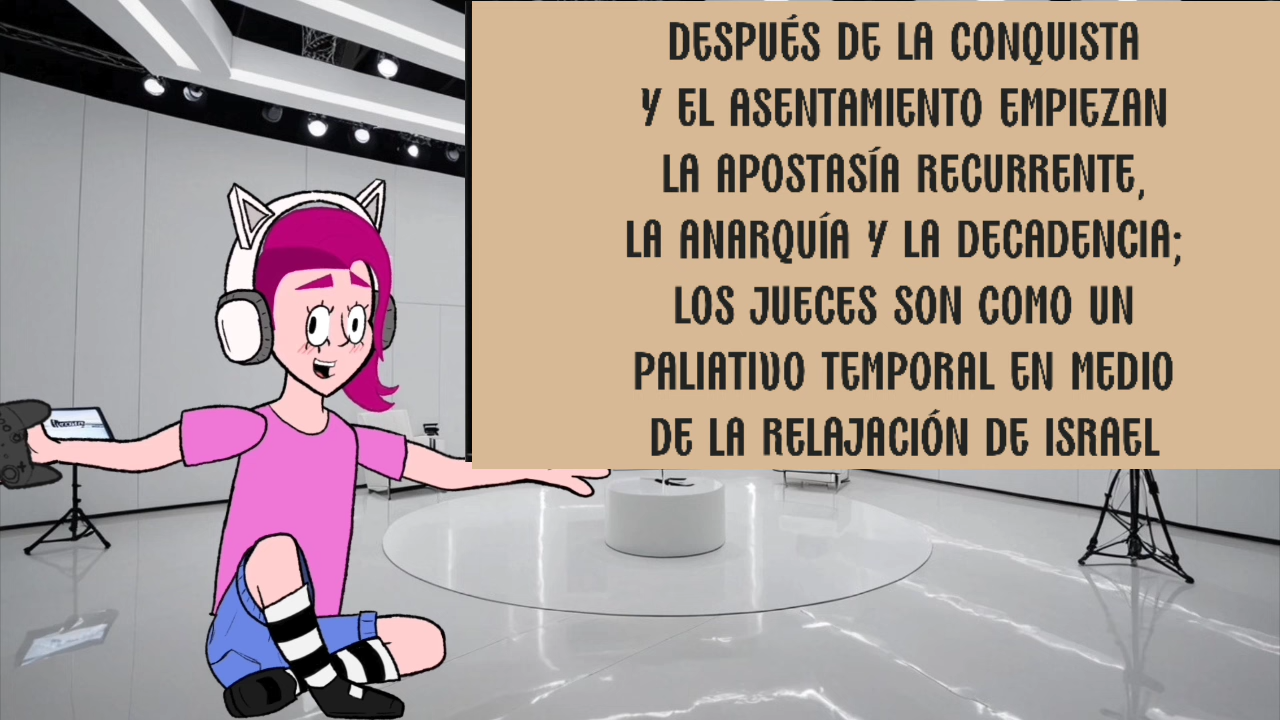 DESPUÉS DE LA CONQUISTA
Y EL ASENTAMIENTO EMPIEZAN
LA APOSTASÍA RECURRENTE,
LA ANARQUÍA Y LA DECADENCIA;
LOS JUECES SON COMO UN
PALIATIVO TEMPORAL EN MEDIO
DE LA RELAJACIÓN DE ISRAEL